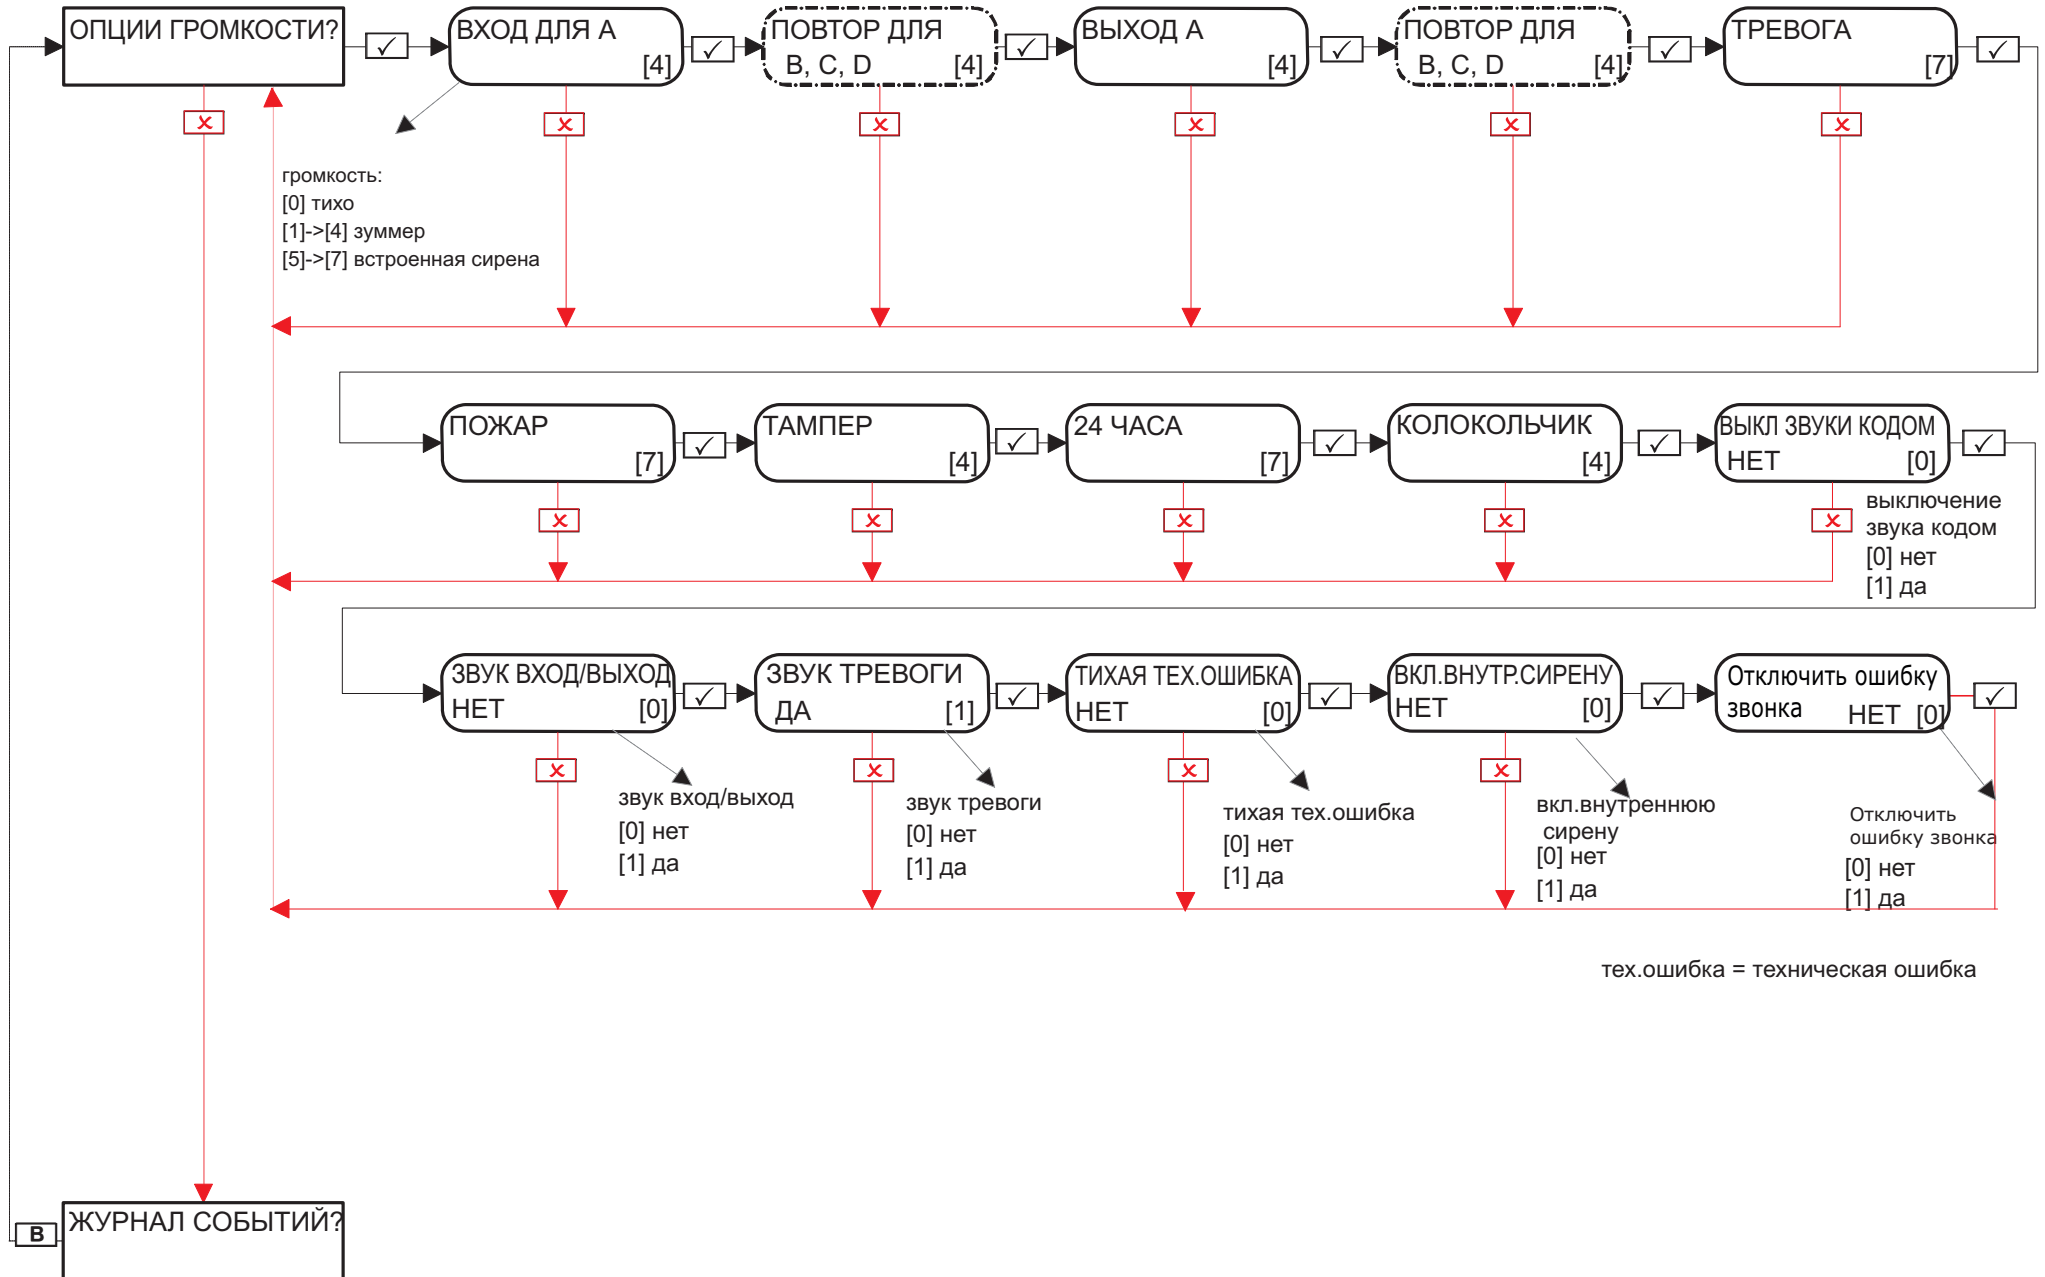 ОПЦИИ ГРОМКОСТИ?
ВХОД ДЛЯ А
[4]
ПОВТОР ДЛЯ
В, С, D [4]
ВЫХОД А
[4]
ПОВТОР ДЛЯ
В, С, D [4]
ТРЕВОГА
[7]
громкость:
[0] тихо
[1]->[4] зуммер
[5]->[7] встроенная сирена
ПОЖАР
[7]
ТАМПЕР
[4]
24 ЧАСА
[7]
КОЛОКОЛЬЧИК
[4]
ВЫКЛ ЗВУКИ КОДОМ
НЕТ [0]
выключение
звука кодом
[0] нет
[1] да
ЗВУК ВХОД/ВЫХОД
НЕТ [0]
ЗВУК ТРЕВОГИ
ДА [1]
ТИХАЯ ТЕХ.ОШИБКА
НЕТ [0]
ВКЛ.ВНУТР.СИРЕНУ
НЕТ [0]
Отключить ошибку
звонка НЕТ [0]
звук вход/выход
[0] нет
[1] да
звук тревоги
[0] нет
[1] да
тихая тех.ошибка
[0] нет
[1] да
вкл.внутреннюю
сирену
[0] нет
[1] да
Отключить
ошибку звонка
[0] нет
[1] да
тех.ошибка = техническая ошибка
B
ЖУРНАЛ СОБЫТИЙ?